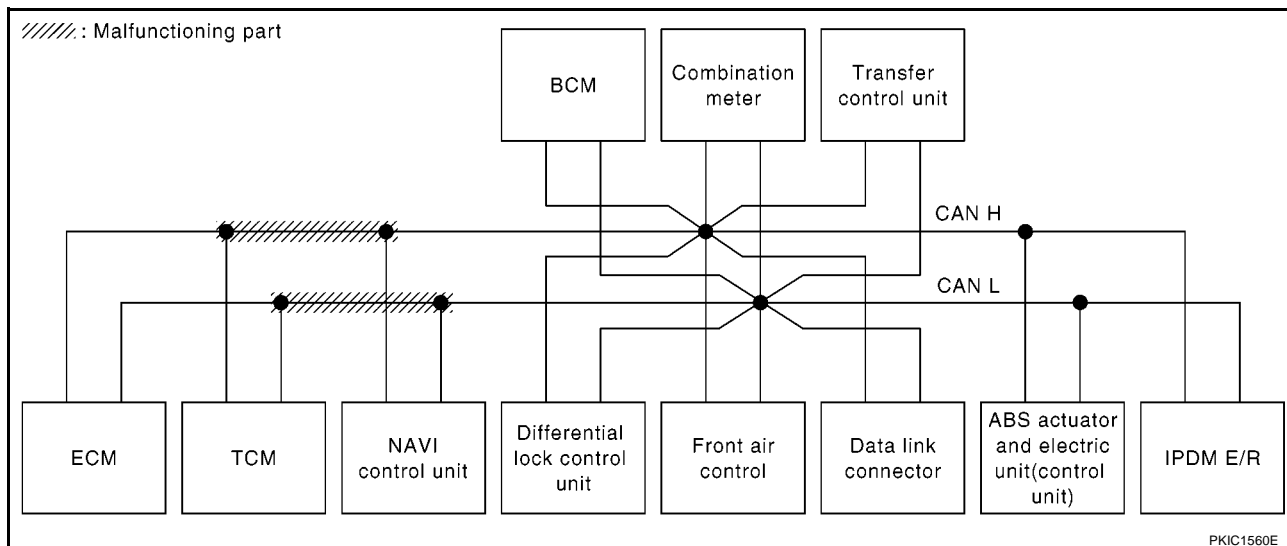 : Malfunctioning part
BCM
Combination
meter
Transfer
control unit
CAN H
CAN L
ECM
TCM
NAVI
control unit
Differential
lock control
unit
Front air
control
Data link
connector
ABS actuator
and electric
unit(control
unit)
IPDM E/R
PKIC1560E